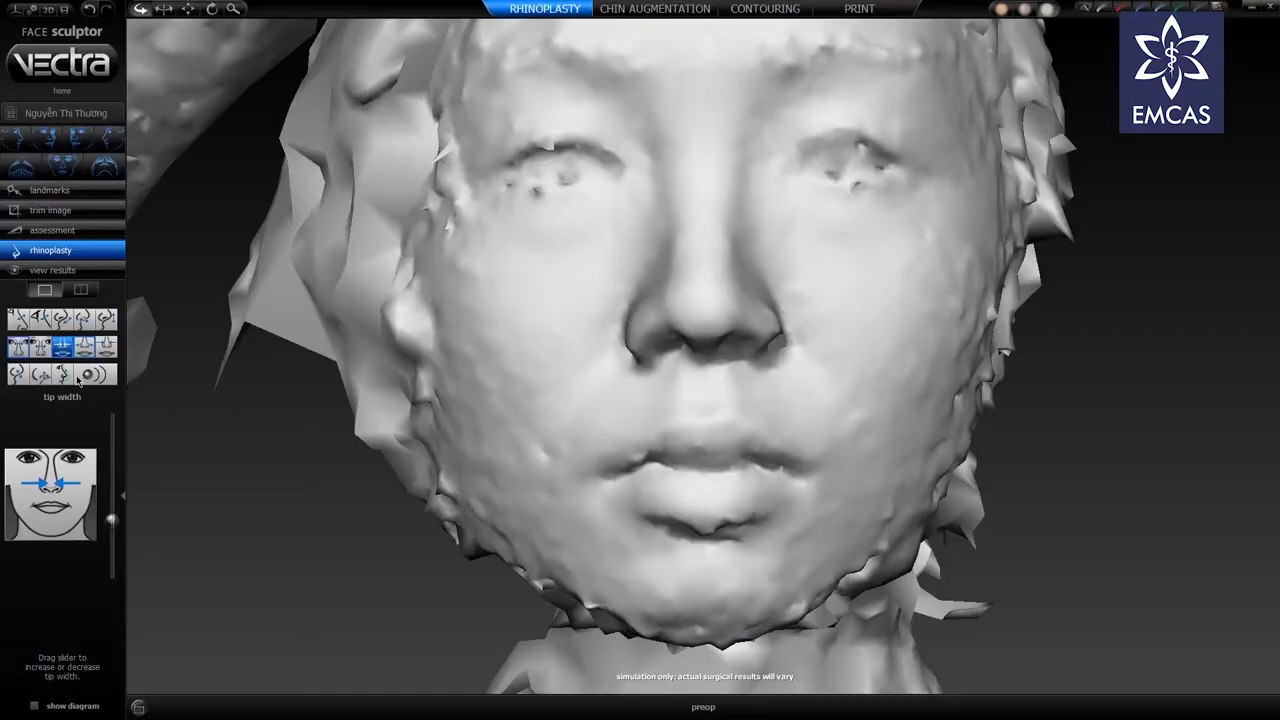 2D
RHINOPLASTY
CHIN AUGMENTATION
CONTOURING
PRINT
FACE sculptor
vectra
home
Nguyễn Thị Thương
landmarks
trim image
assessment
rhinoplasty
view results
tip width
Drag slider to
increase or decrease
tip width.
show diagram
EMCAS
simulation only: actual surgical results will vary
preop